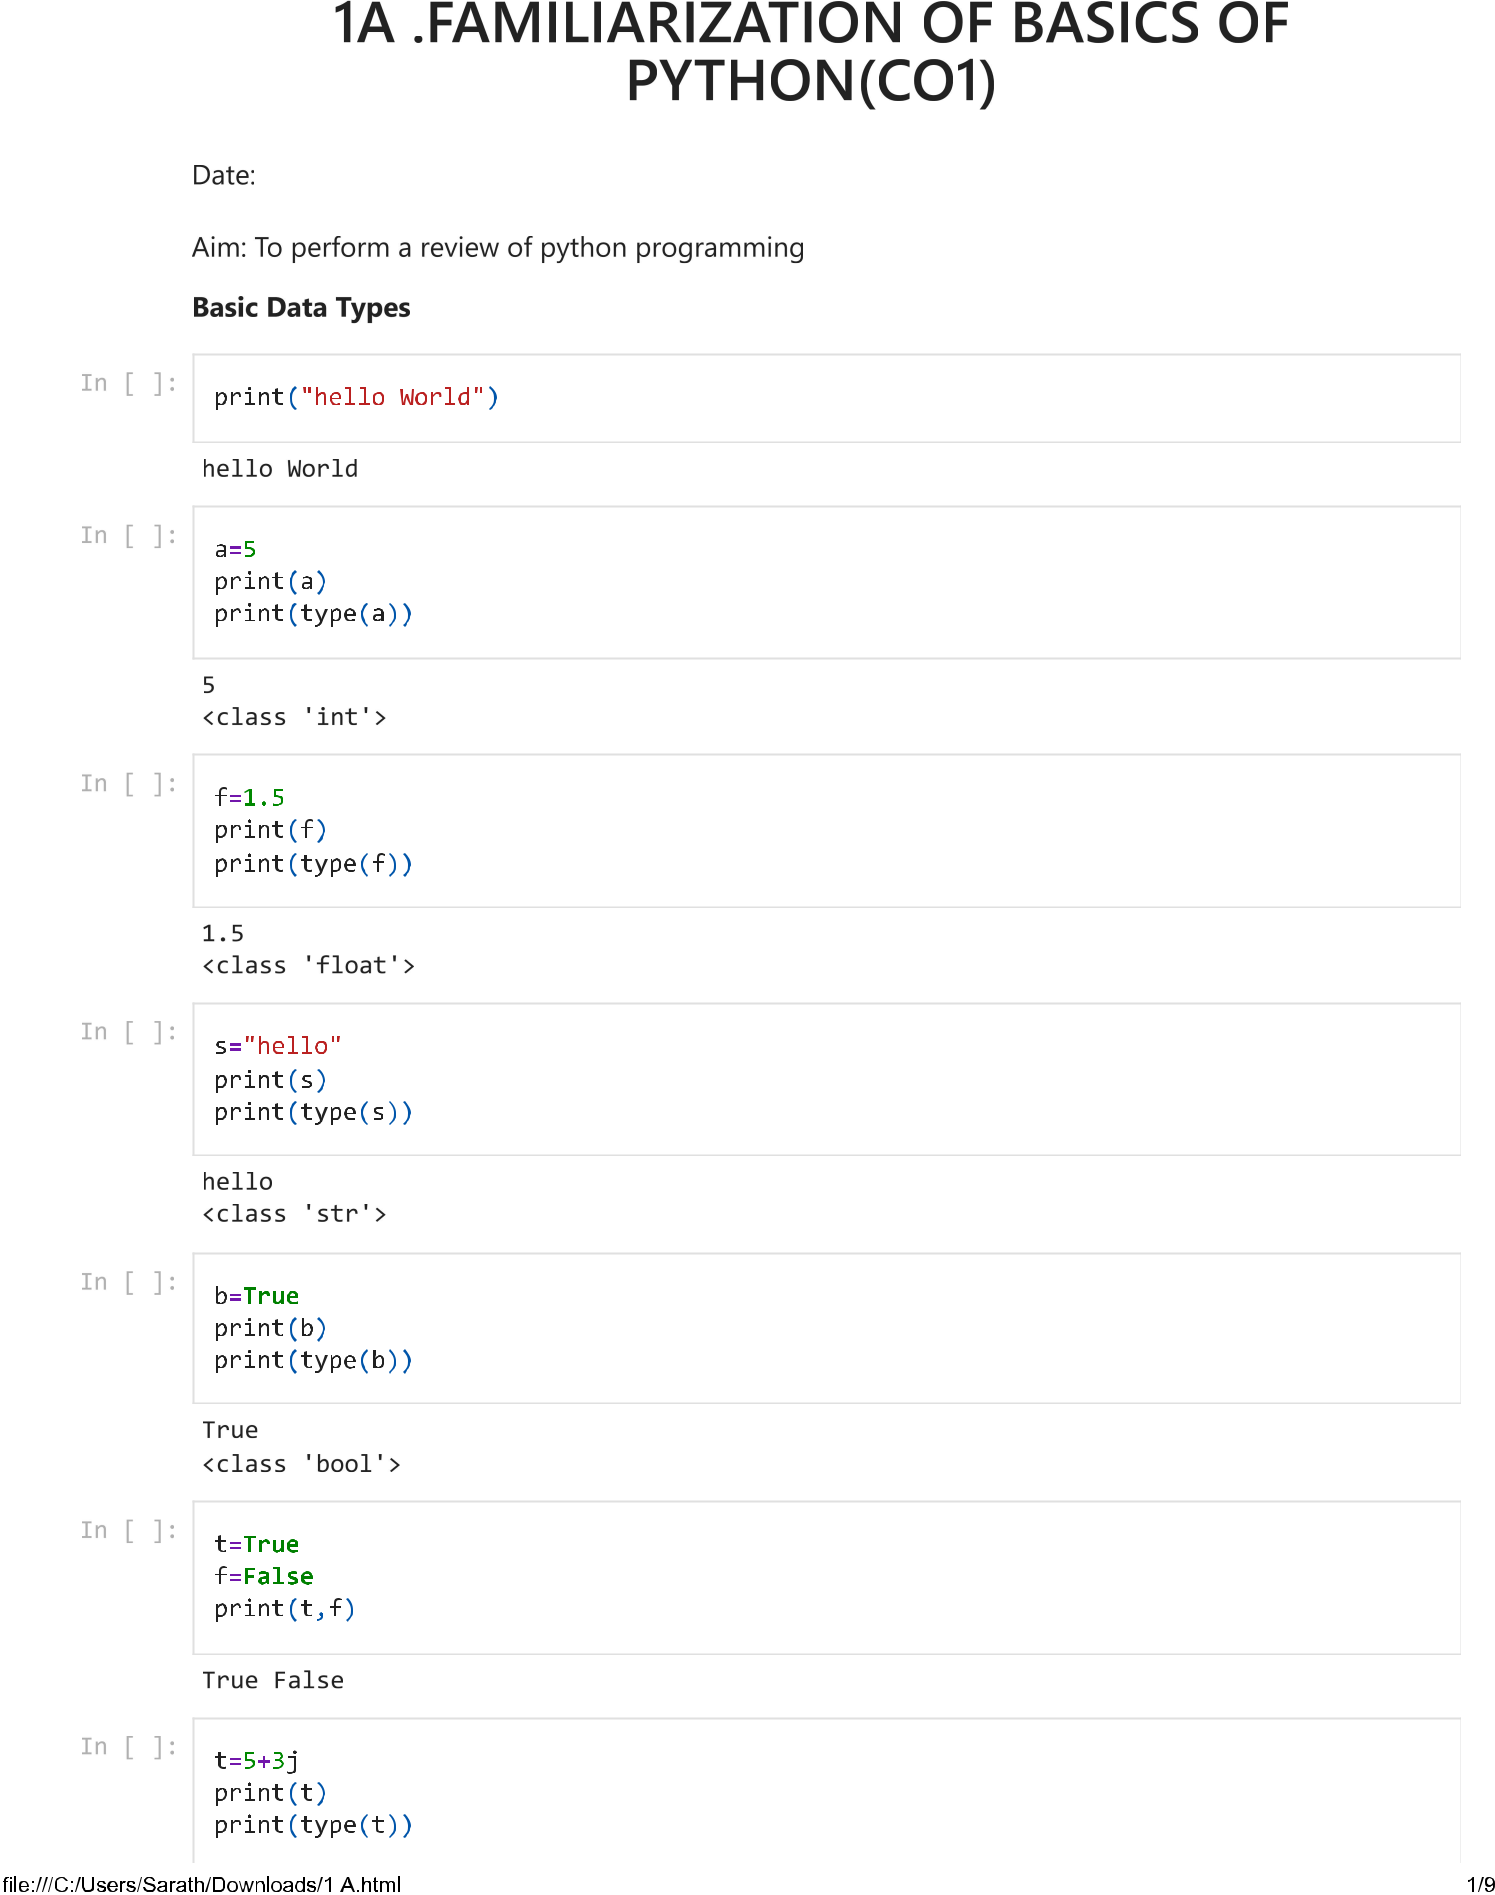 1A .FAMILIARIZATION OF BASICS OF
PYTHON(CO1)
Date:
Aim: To perform a review of python programming
Basic Data Types
In [ ]:
print("hello World")
hello World
In [ ]:
a=5
print(a)
print(type(a))
5
<class 'int'>
In [ ]:
f=1.5
print(f)
print(type(f))
1.5
<class 'float'>
In [ ]:
s="hello"
print(s)
print(type(s))
hello
<class 'str'>
In [ ]:
b=True
print(b)
print(type(b))
True
<class 'bool'>
In [ ]:
t=True
f=False
print(t,f)
True False
In [ ]:
t=5+3j
print(t)
print(type(t))
file:///C:/Users/Sarath/Downloads/1 A.html 1/9